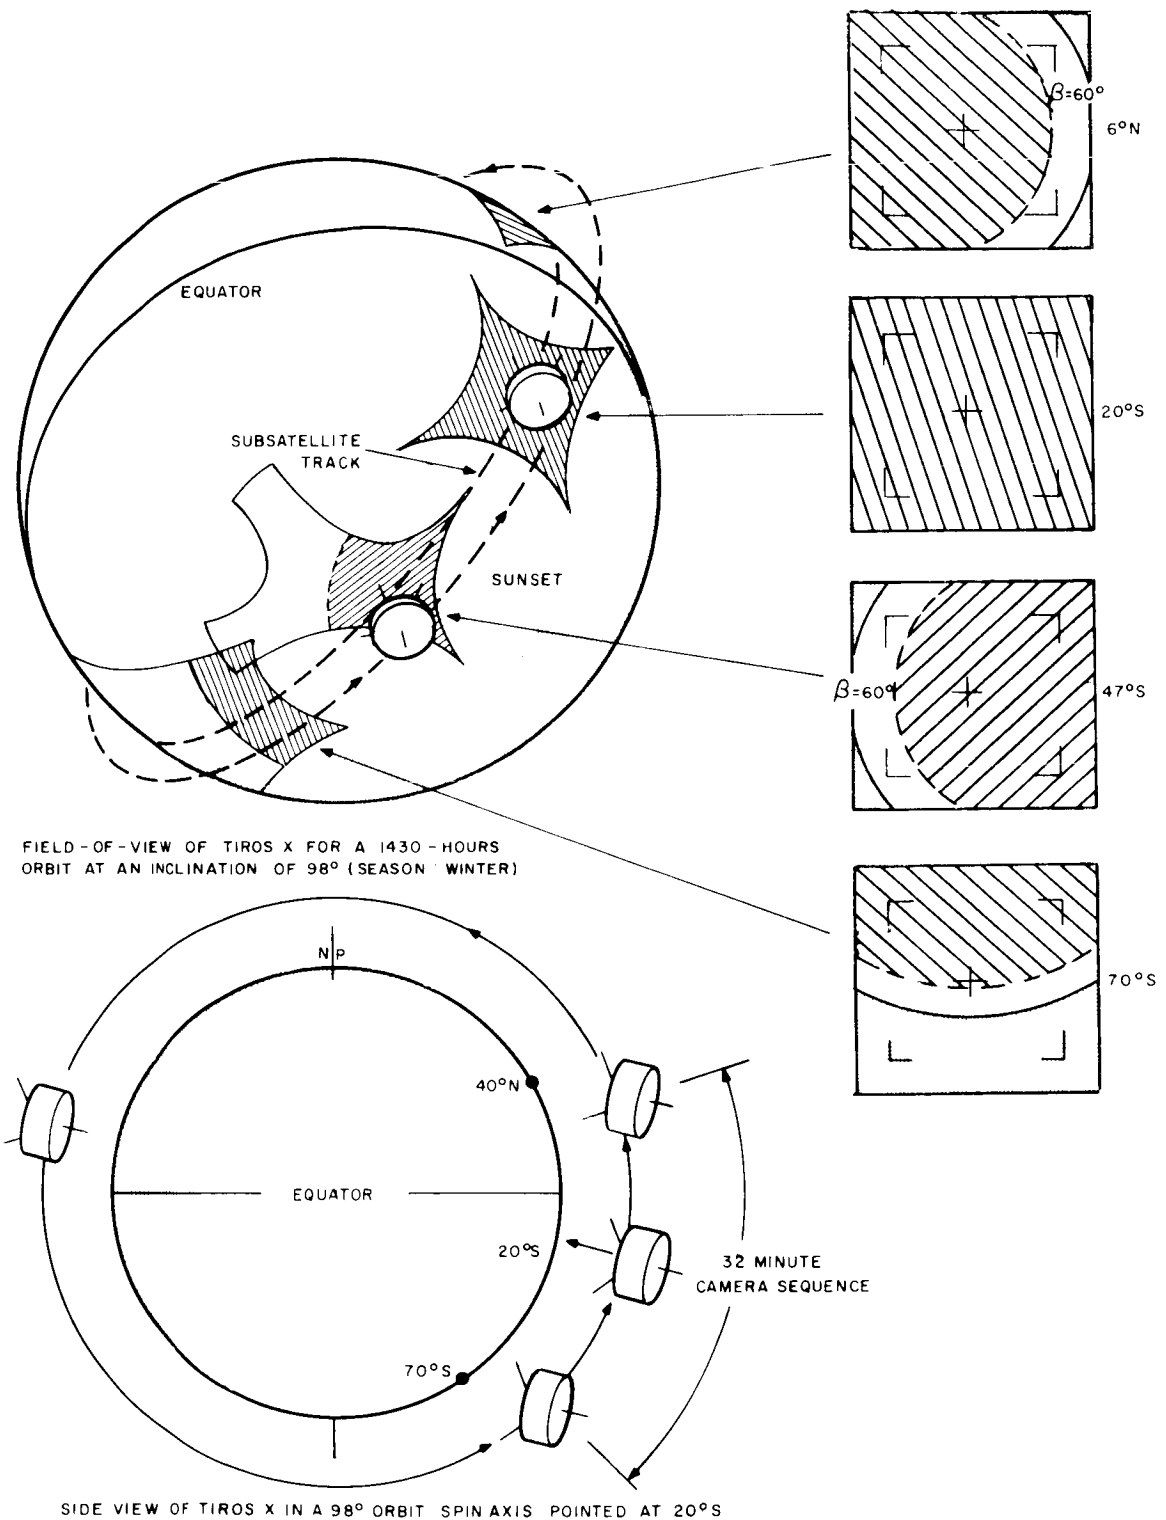 β=60°
6°N
EQUATOR
SUBSATELLITE
TRACK
20°S
SUNSET
β=60°
47°S
FIELD-OF-VIEW OF TIROS X FOR A 1430-HOURS
ORBIT AT AN INCLINATION OF 98° (SEASON WINTER)
70°S
N P
40°N
EQUATOR
20°S
32 MINUTE
CAMERA SEQUENCE
70°S
SIDE VIEW OF TIROS X IN A 98° ORBIT SPIN AXIS POINTED AT 20°S